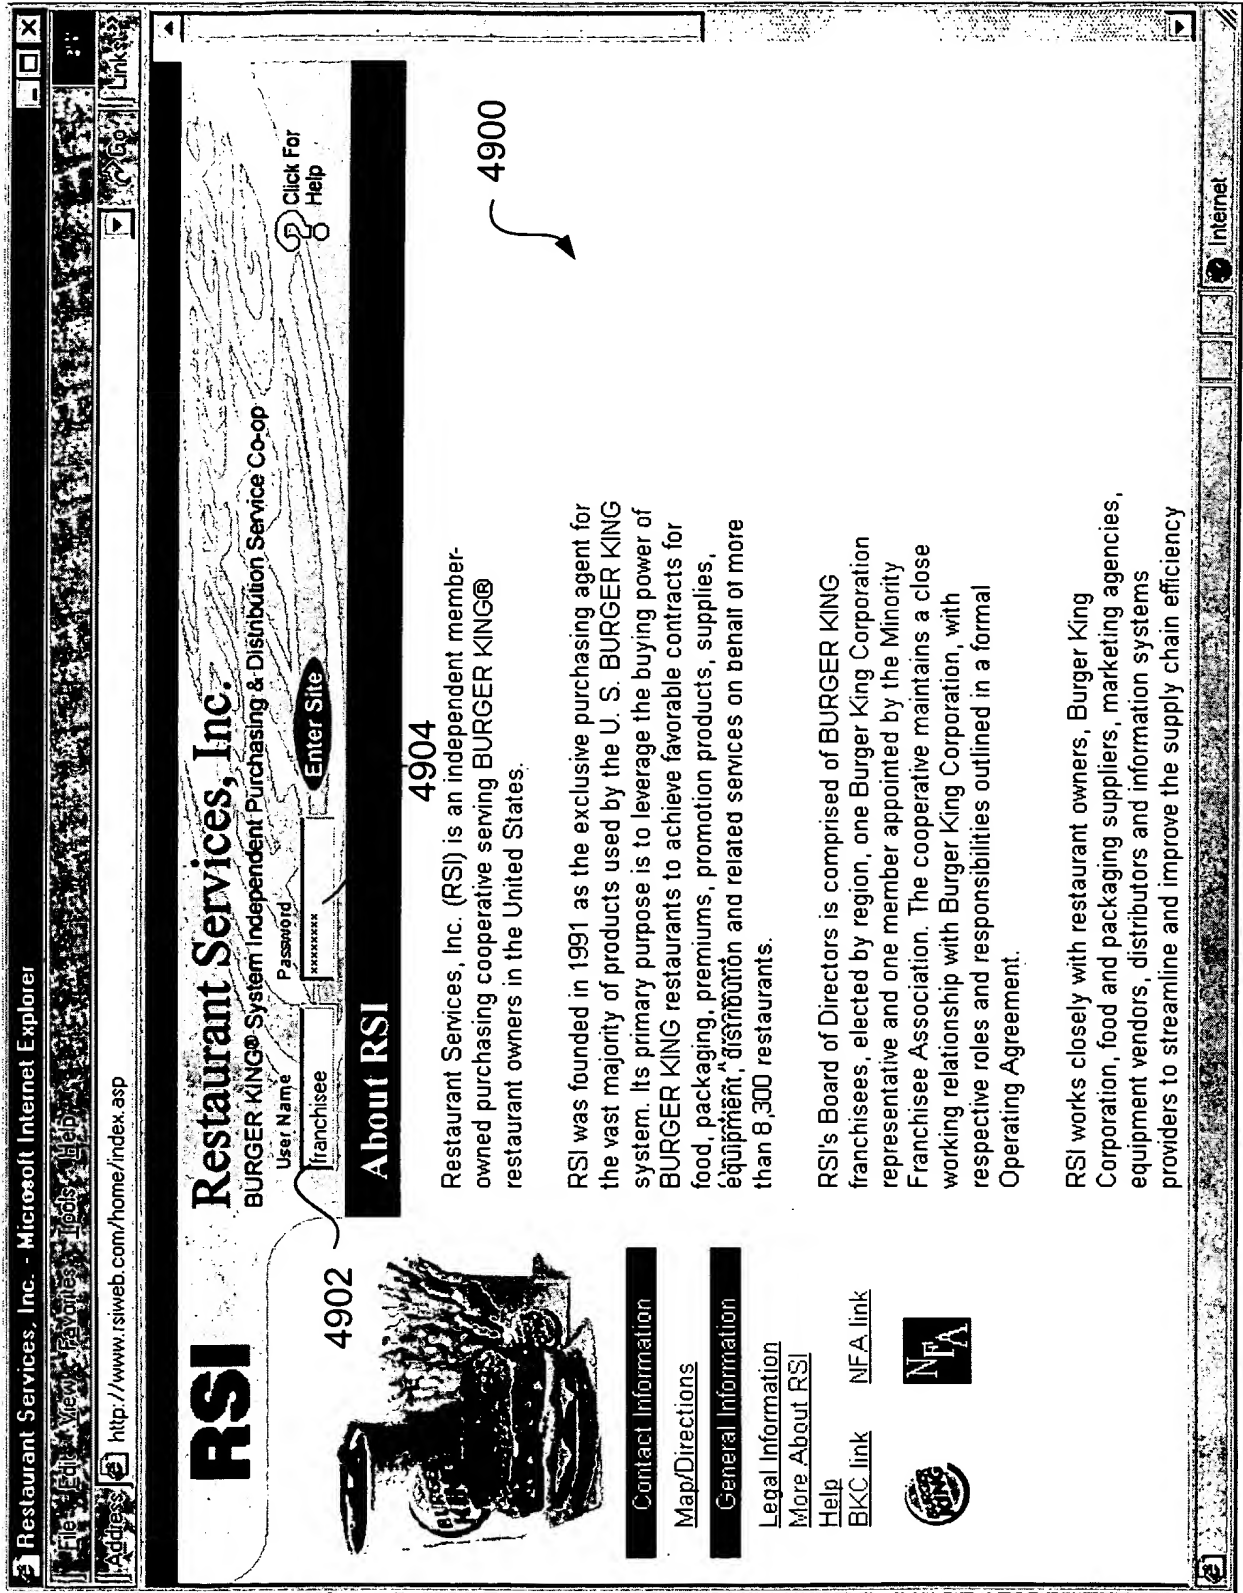 Restaurant Services, Inc. - Microsoft Internet Explorer
File Edit View Favorites Tools Help
Address http://www.rsiweb.com/home/index.asp Go Links »
RSI
Restaurant Services, Inc.
BURGER KING® System Independent Purchasing & Distribution Service Co-op
User Name Password
franchisee xxxxxxxxx Enter Site
Click For
Help
About RSI
4902
4904
4900
Contact Information
Map/Directions
General Information
Legal Information
More About RSI
Help
BKC link NFA link
BURGER KING
NFA
Restaurant Services, Inc. (RSI) is an independent member-
owned purchasing cooperative serving BURGER KING®
restaurant owners in the United States.
RSI was founded in 1991 as the exclusive purchasing agent for
the vast majority of products used by the U. S. BURGER KING
system. Its primary purpose is to leverage the buying power of
BURGER KING restaurants to achieve favorable contracts for
food, packaging, premiums, promotion products, supplies,
equipment, distribution and related services on behalf of more
than 8,300 restaurants.
RSI's Board of Directors is comprised of BURGER KING
franchisees, elected by region, one Burger King Corporation
representative and one member appointed by the Minority
Franchisee Association. The cooperative maintains a close
working relationship with Burger King Corporation, with
respective roles and responsibilities outlined in a formal
Operating Agreement.
RSI works closely with restaurant owners, Burger King
Corporation, food and packaging suppliers, marketing agencies,
equipment vendors, distributors and information systems
providers to streamline and improve the supply chain efficiency
Internet